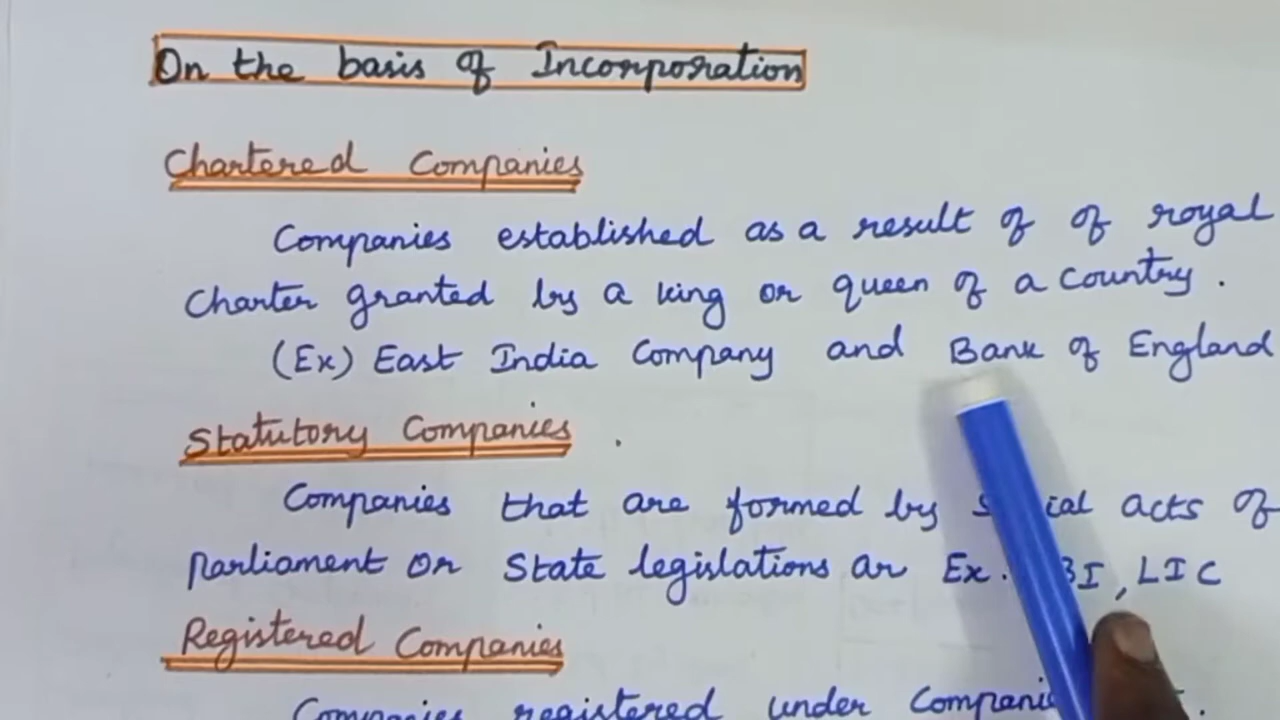 On the basis of Incorporation
Chartered Companies
Companies established as a result of of royal
Charter granted by a king or queen of a Country.
(Ex) East India Company and Bank of England
Statutory Companies
Companies that are formed by acts of
parliament or State legislations ar Ex. LIC
Registered Companies
Companies registered under